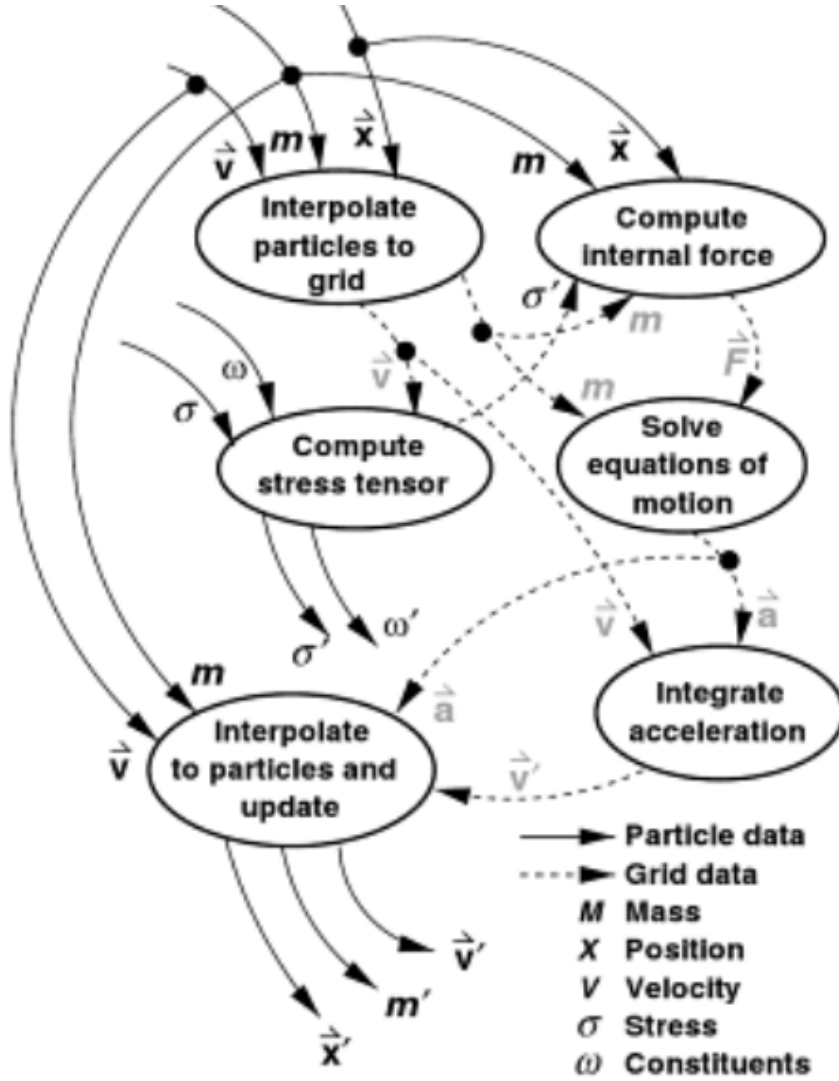 v⃗
m
x⃗
m
x⃗
Interpolate
particles to
grid
Compute
internal force
σ′
m
F⃗
ω
σ
v⃗
m
Compute
stress tensor
Solve
equations of
motion
σ′
ω′
v⃗
a⃗
m
v⃗
a⃗
Interpolate
to particles and
update
Integrate
acceleration
v⃗′
v⃗′
m′
x⃗′
Particle data
Grid data
M Mass
X Position
V Velocity
σ Stress
ω Constituents